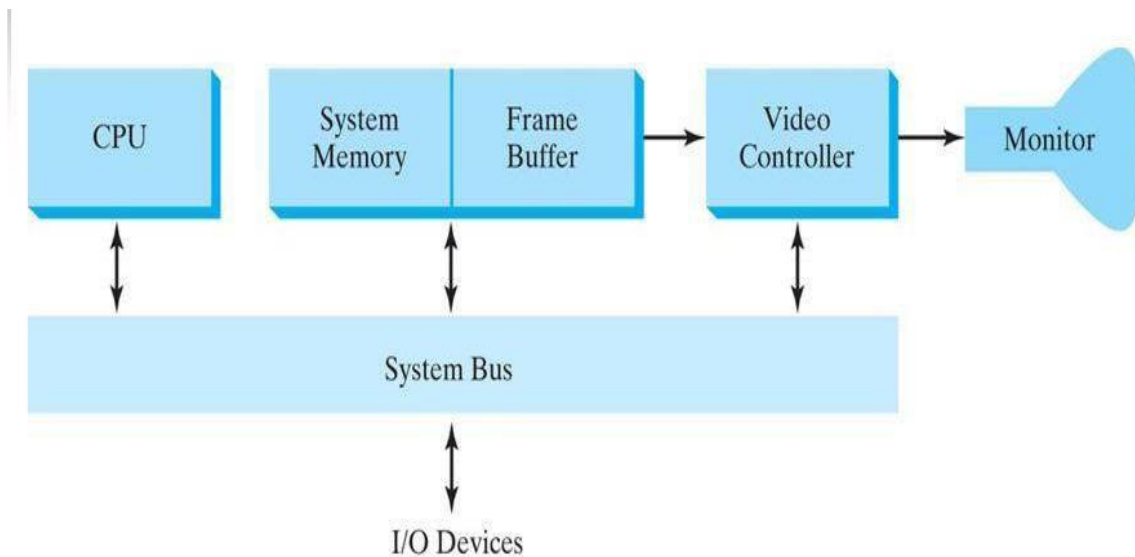 CPU
System
Memory
Frame
Buffer
Video
Controller
Monitor
System Bus
I/O Devices